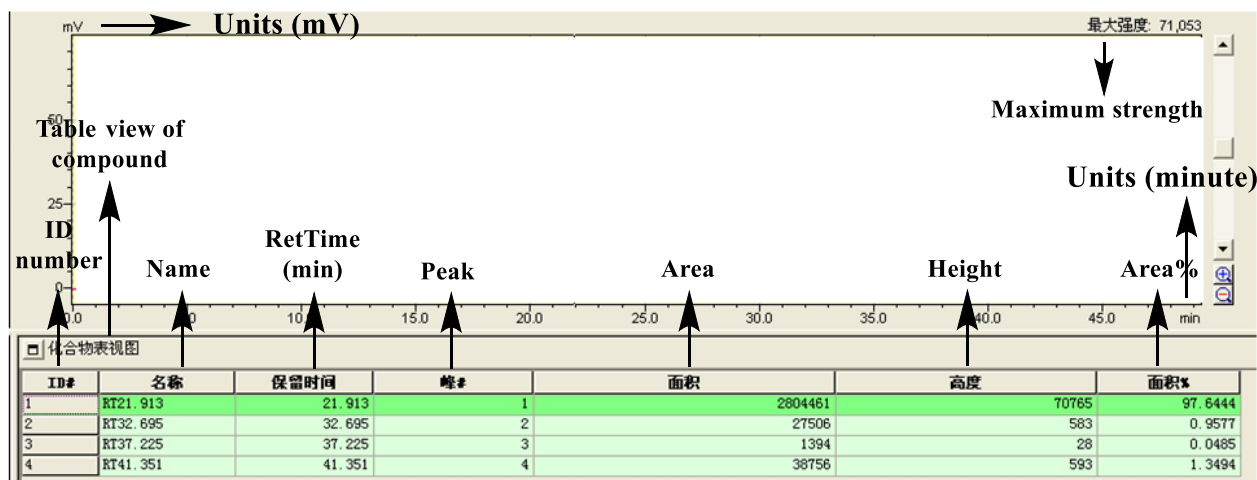 mV
Units (mV)
最大强度: 71,053
Maximum strength
50
Table view of
compound
Units (minute)
25
ID
number
Name
RetTime
(min)
Peak
Area
Height
Area%
0
0.0 5.0 10.0 15.0 20.0 25.0 30.0 35.0 40.0 45.0 min
化合物表视图
ID# 名称 保留时间 峰# 面积 高度 面积%
1 RT21.913 21.913 1 2804461 70765 97.6444
2 RT32.695 32.695 2 27506 583 0.9577
3 RT37.225 37.225 3 1394 28 0.0485
4 RT41.351 41.351 4 38756 593 1.3494